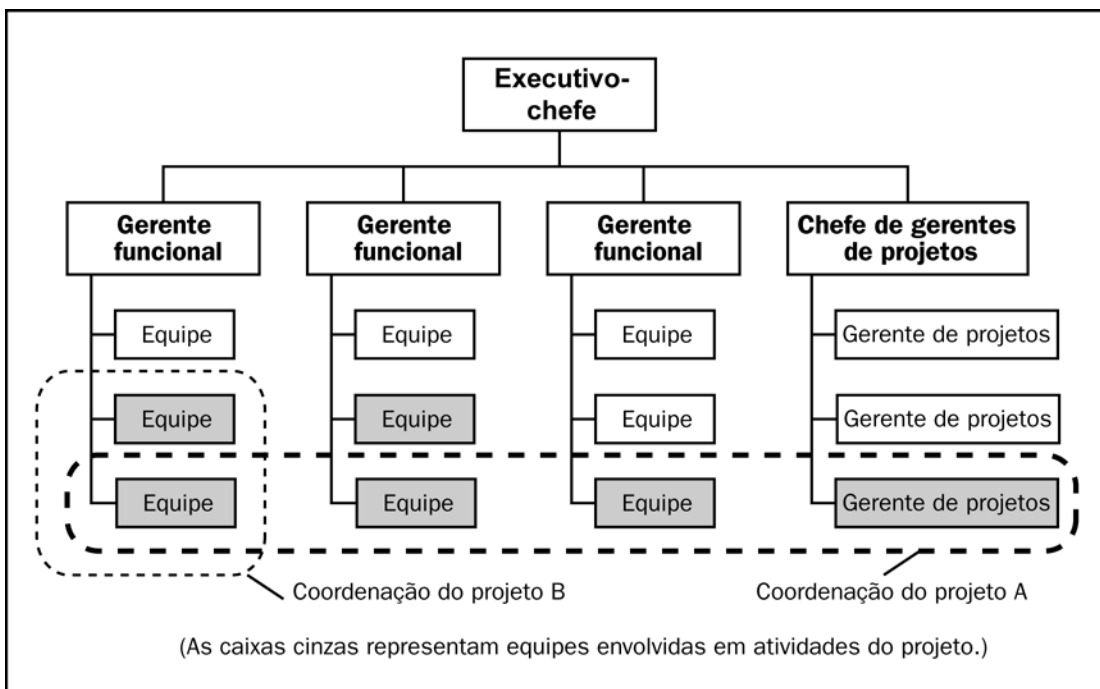 Executivo-
chefe
Gerente
funcional
Gerente
funcional
Gerente
funcional
Chefe de gerentes
de projetos
Equipe
Equipe
Equipe
Gerente de projetos
Equipe
Equipe
Equipe
Gerente de projetos
Equipe
Equipe
Equipe
Gerente de projetos
Coordenação do projeto B
Coordenação do projeto A
(As caixas cinzas representam equipes envolvidas em atividades do projeto.)